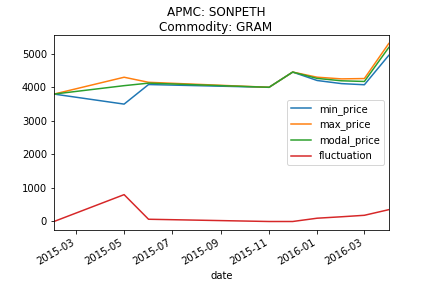 APMC: SONPETH
Commodity: GRAM
5000
4000
3000
2000
1000
0
min_price
max_price
modal_price
fluctuation
2015-03
2015-05
2015-07
2015-09
2015-11
2016-01
2016-03
date